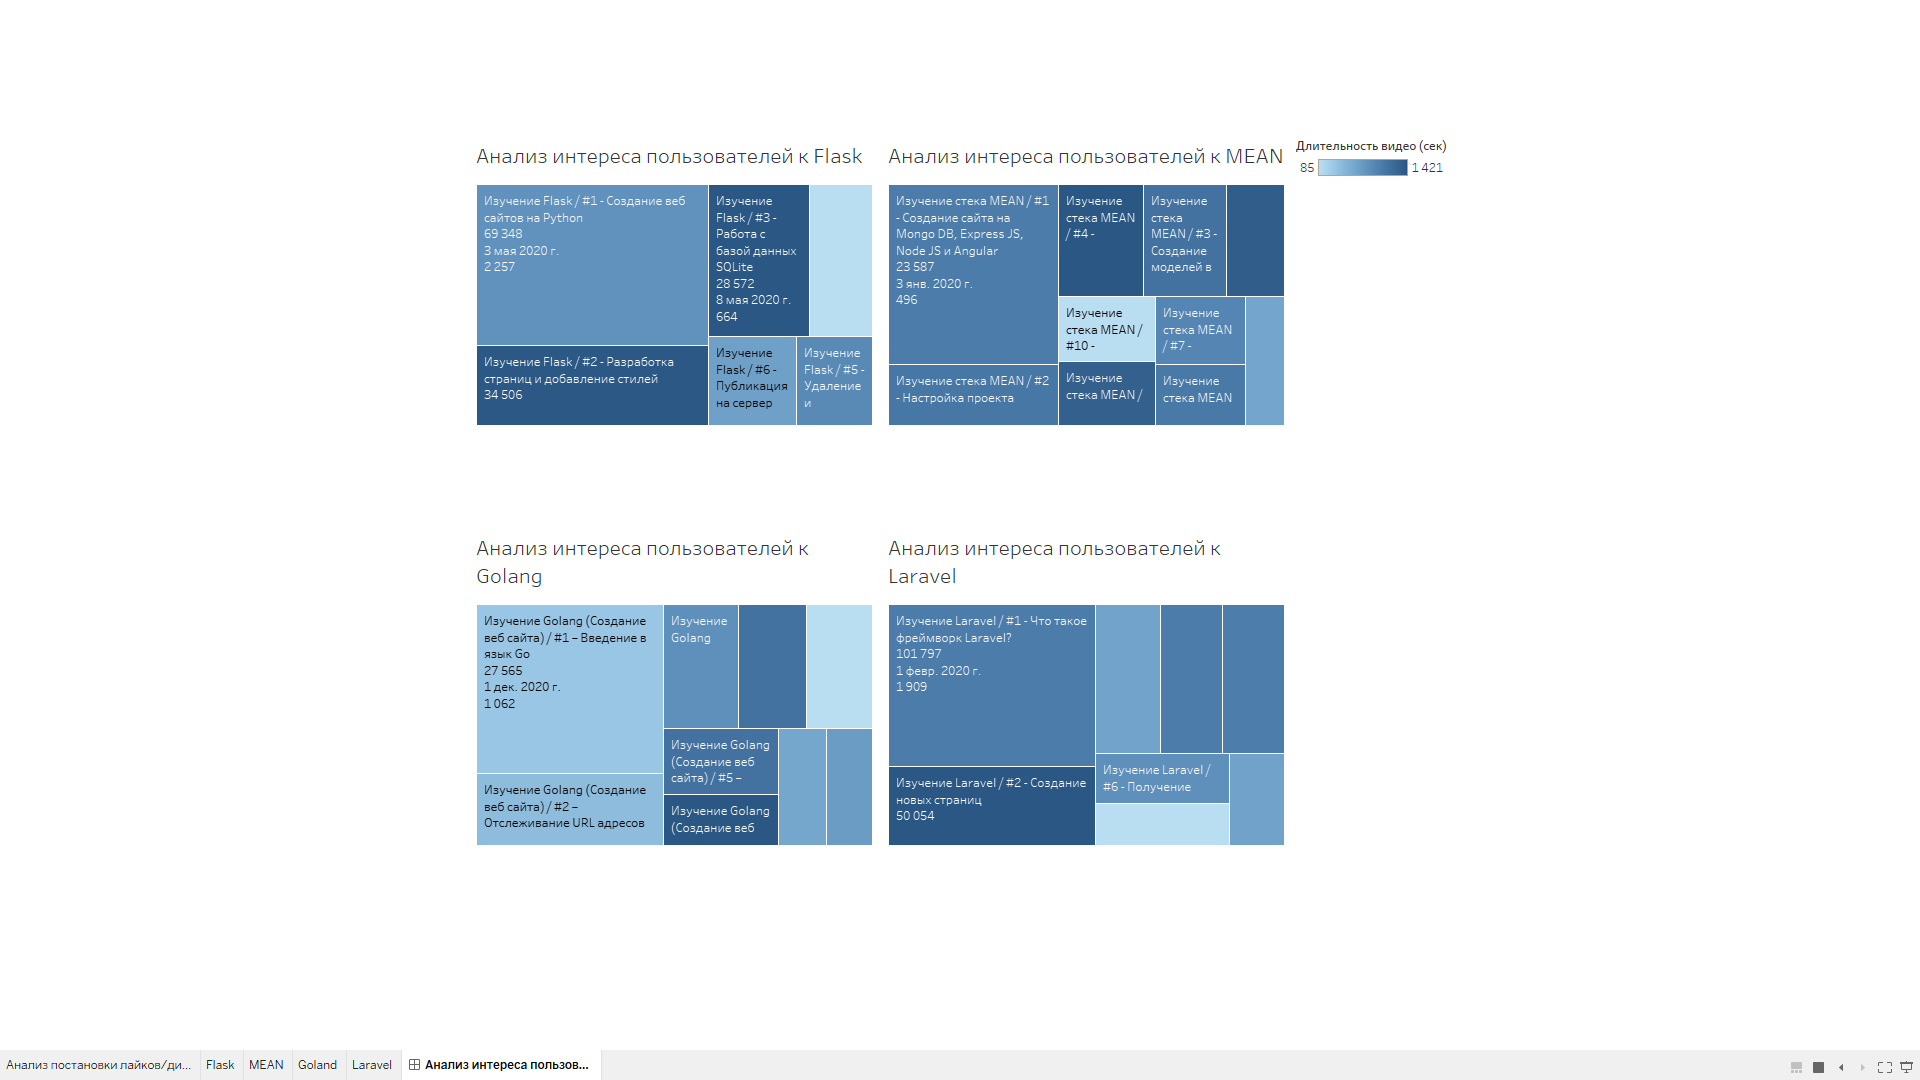 Анализ интереса пользователей к Flask
Изучение Flask / #1 - Создание веб
сайтов на Python
69 348
3 мая 2020 г.
2 257
Изучение
Flask / #3 -
Работа с
базой данных
SQLite
28 572
8 мая 2020 г.
664
Изучение Flask / #2 - Разработка
страниц и добавление стилей
34 506
Изучение
Flask / #6 -
Публикация
на сервер
Изучение
Flask / #5 -
Удаление
и
Анализ интереса пользователей к MEAN
Изучение стека MEAN / #1
- Создание сайта на
Mongo DB, Express JS,
Node JS и Angular
23 587
3 янв. 2020 г.
496
Изучение
стека MEAN
/ #4 -
Изучение
стека
MEAN / #3 -
Создание
моделей в
Изучение
стека MEAN /
#10 -
Изучение
стека MEAN
/ #7 -
Изучение стека MEAN / #2
- Настройка проекта
Изучение
стека MEAN /
Изучение
стека MEAN
Длительность видео (сек)
85
1 421
Анализ интереса пользователей к
Golang
Изучение Golang (Создание
веб сайта) / #1 – Введение в
язык Go
27 565
1 дек. 2020 г.
1 062
Изучение
Golang
Изучение Golang (Создание
веб сайта) / #2 –
Отслеживание URL адресов
Изучение Golang
(Создание веб
сайта) / #5 –
Изучение Golang
(Создание веб
Анализ интереса пользователей к
Laravel
Изучение Laravel / #1 - Что такое
фреймворк Laravel?
101 797
1 февр. 2020 г.
1 909
Изучение Laravel / #2 - Создание
новых страниц
50 054
Изучение Laravel /
#6 - Получение
Анализ постановки лайков/ди...
Flask
MEAN
Goland
Laravel
Анализ интереса пользов...